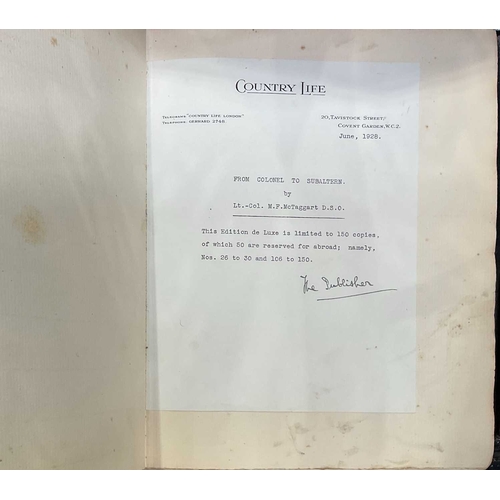 COUNTRY LIFE
TELEGRAMS "COUNTRY LIFE LONDON"
TELEPHONE GERRARD 2748.
20, TAVISTOCK STREET,
COVENT GARDEN, W.C.2.
June, 1928.
FROM COLONEL TO SUBALTERN.
by
Lt.-Col. M.F.McTaggart D.S.O.
This Edition de Luxe is limited to 150 copies,
of which 50 are reserved for abroad; namely,
Nos. 26 to 30 and 106 to 150.
The Publisher